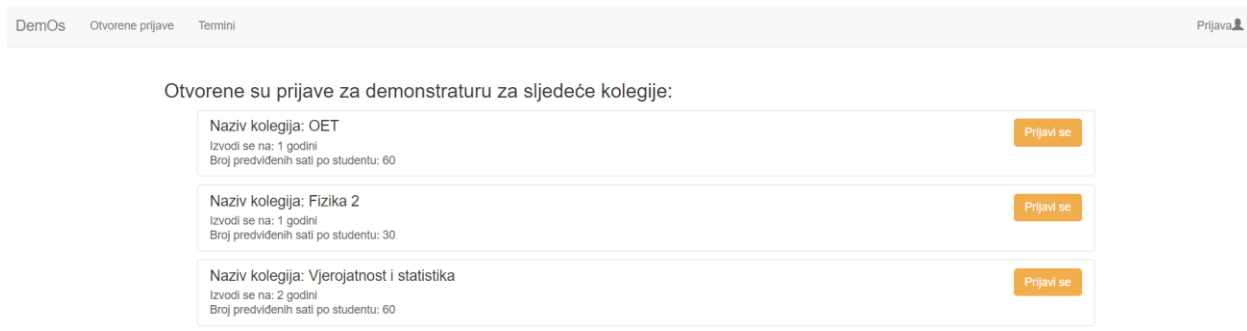 DemOs Otvorene prijave Termini Prijava
Otvorene su prijave za demonstraturu za sljedeće kolegije:
Naziv kolegija: OET
Prijavi se
Izvodi se na: 1 godini
Broj predviđenih sati po studentu: 60
Naziv kolegija: Fizika 2
Prijavi se
Izvodi se na: 1 godini
Broj predviđenih sati po studentu: 30
Naziv kolegija: Vjerojatnost i statistika
Prijavi se
Izvodi se na: 2 godini
Broj predviđenih sati po studentu: 60